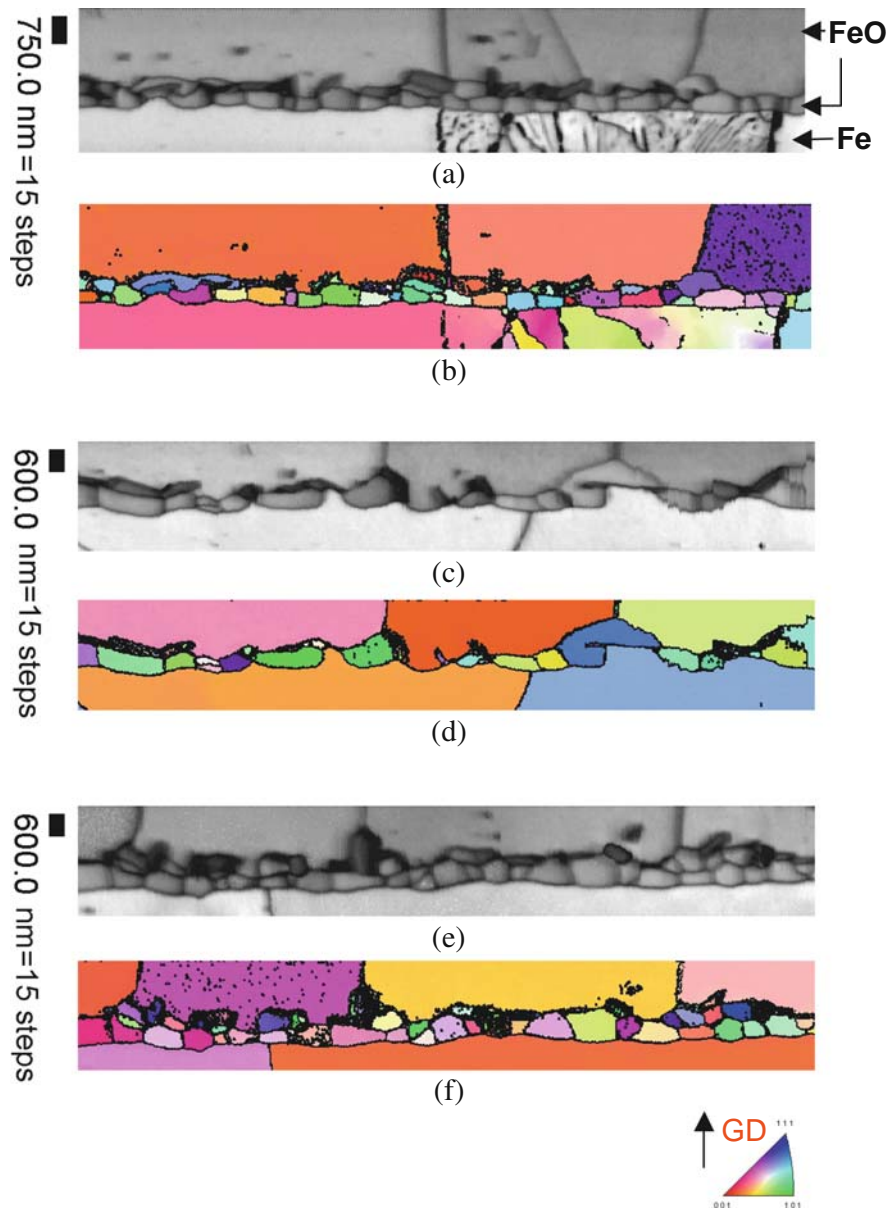 750.0 nm =15 steps
FeO
Fe
(a)
(b)
600.0 nm=15 steps
(c)
(d)
600.0 nm=15 steps
(e)
(f)
GD
111
001
101